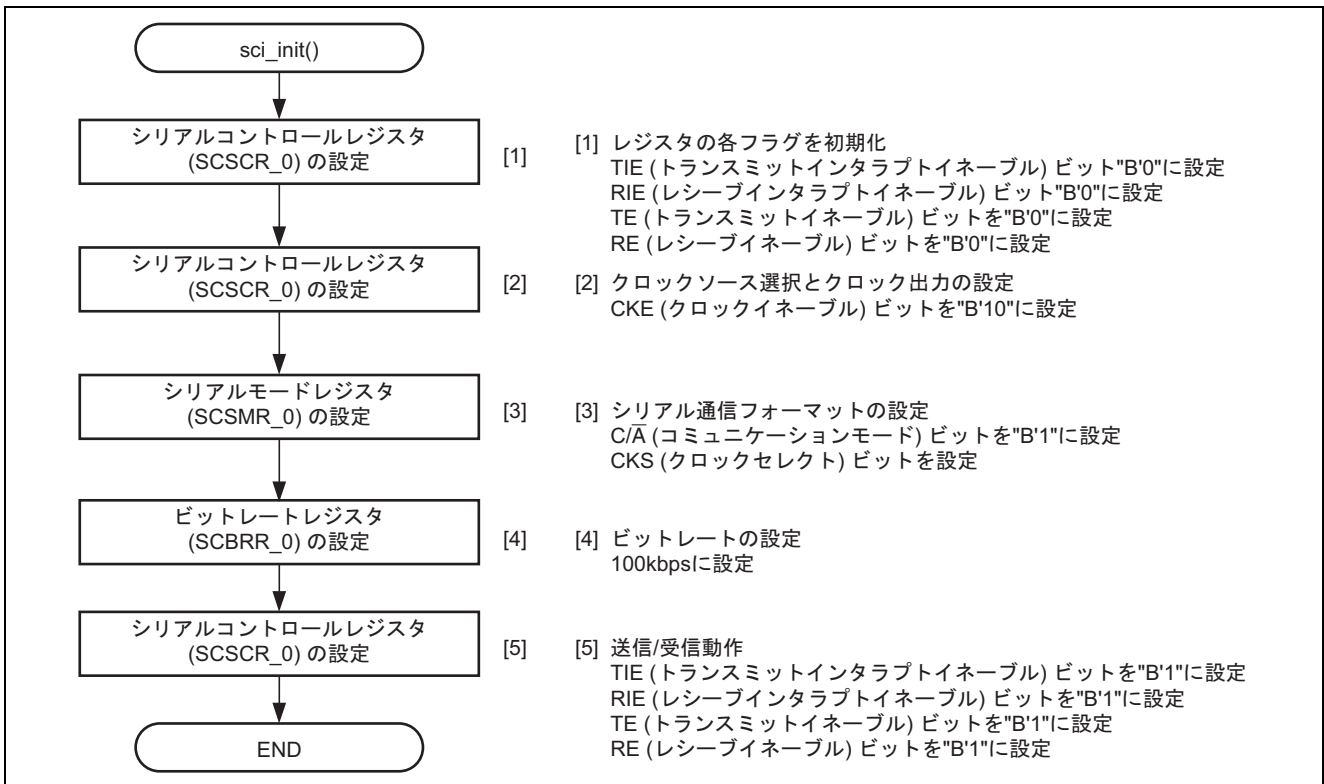 sci_init()
シリアルコントロールレジスタ
(SCSCR_0) の設定
[1]
[1] レジスタの各フラグを初期化
TIE (トランスミットインタラプトイネーブル) ビット"B'0"に設定
RIE (レシーブインタラプトイネーブル) ビット"B'0"に設定
TE (トランスミットイネーブル) ビットを"B'0"に設定
RE (レシーブイネーブル) ビットを"B'0"に設定
シリアルコントロールレジスタ
(SCSCR_0) の設定
[2]
[2] クロックソース選択とクロック出力の設定
CKE (クロックイネーブル) ビットを"B'10"に設定
シリアルモードレジスタ
(SCSMR_0) の設定
[3]
[3] シリアル通信フォーマットの設定
C/A̅ (コミュニケーションモード) ビットを"B'1"に設定
CKS (クロックセレクト) ビットを設定
ビットレートレジスタ
(SCBRR_0) の設定
[4]
[4] ビットレートの設定
100kbpsに設定
シリアルコントロールレジスタ
(SCSCR_0) の設定
[5]
[5] 送信/受信動作
TIE (トランスミットインタラプトイネーブル) ビットを"B'1"に設定
RIE (レシーブインタラプトイネーブル) ビットを"B'1"に設定
TE (トランスミットイネーブル) ビットを"B'1"に設定
RE (レシーブイネーブル) ビットを"B'1"に設定
END